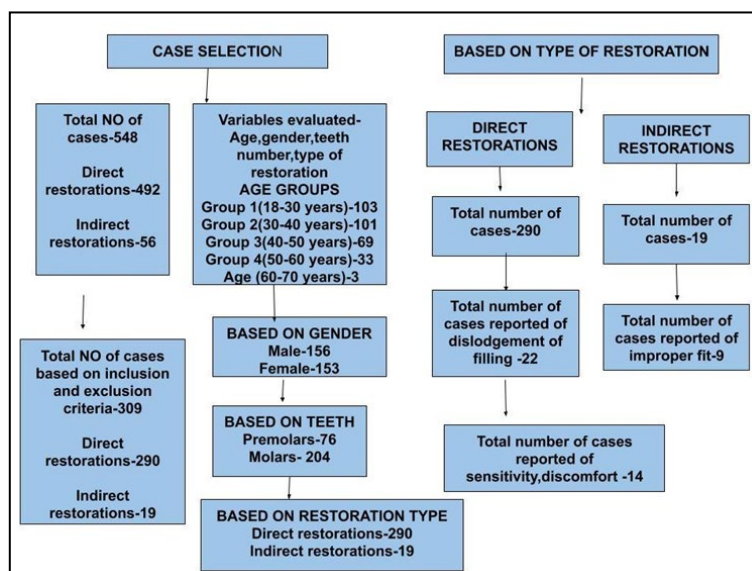 CASE SELECTION
Total NO of
cases-548
Direct
restorations-492
Indirect
restorations-56
Total NO of cases
based on inclusion
and exclusion
criteria-309
Direct
restorations-290
Indirect
restorations-19
Variables evaluated-
Age,gender,teeth
number,type of
restoration
AGE GROUPS
Group 1(18-30 years)-103
Group 2(30-40 years)-101
Group 3(40-50 years)-69
Group 4(50-60 years)-33
Age (60-70 years)-3
BASED ON GENDER
Male-156
Female-153
BASED ON TEETH
Premolars-76
Molars- 204
BASED ON RESTORATION TYPE
Direct restorations-290
Indirect restorations-19
BASED ON TYPE OF RESTORATION
DIRECT
RESTORATIONS
Total number of
cases-290
Total number of
cases reported of
dislodgement of
filling -22
Total number of cases
reported of
sensitivity,discomfort -14
INDIRECT
RESTORATIONS
Total number of
cases-19
Total number of
cases reported of
improper fit-9